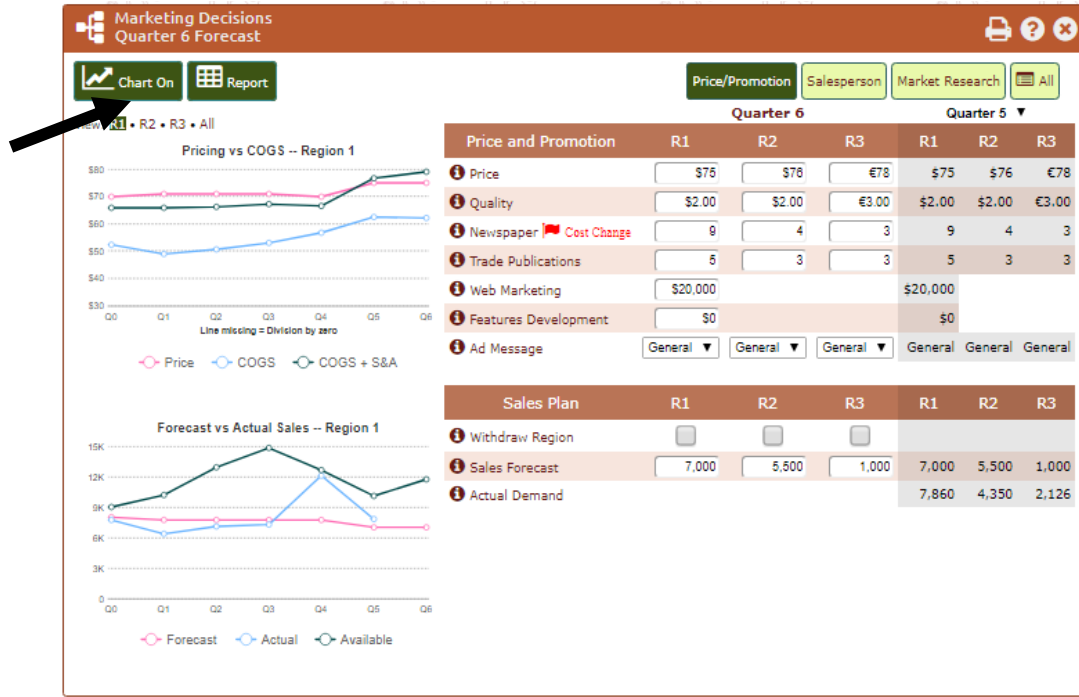 Marketing Decisions
Quarter 6 Forecast
Chart On Report Price/Promotion Salesperson Market Research All
Quarter 6 Quarter 5 ▼
R1 • R2 • R3 • All
Pricing vs COGS -- Region 1
$80
$70
$60
$50
$40
$30
Q0 Q1 Q2 Q3 Q4 Q5 Q6
Line missing = Division by zero
Price COGS COGS + S&A
Forecast vs Actual Sales -- Region 1
15K
12K
9K
6K
3K
0
Q0 Q1 Q2 Q3 Q4 Q5 Q6
Forecast Actual Available
Price and Promotion R1 R2 R3 R1 R2 R3
Price $75 $76 €78 $75 $76 €78
Quality $2.00 $2.00 €3.00 $2.00 $2.00 €3.00
Newspaper Cost Change 9 4 3 9 4 3
Trade Publications 5 3 3 5 3 3
Web Marketing $20,000 $20,000
Features Development $0 $0
Ad Message General ▼ General ▼ General ▼ General General General
Sales Plan R1 R2 R3 R1 R2 R3
Withdraw Region
Sales Forecast 7,000 5,500 1,000 7,000 5,500 1,000
Actual Demand 7,860 4,350 2,126